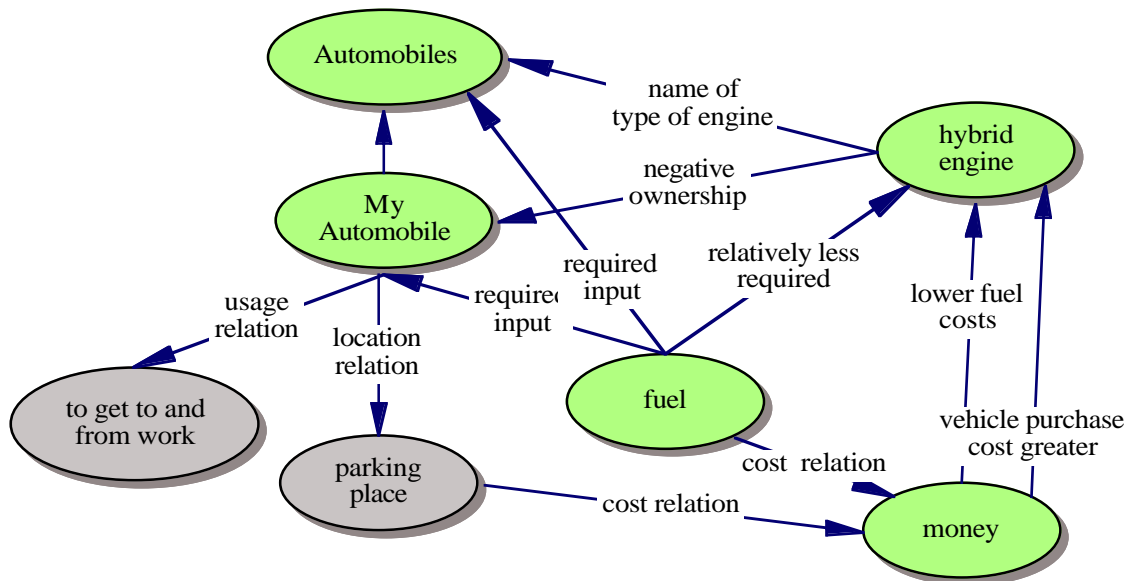 Automobiles
name of
type of engine
hybrid
engine
negative
ownership
My
Automobile
required
input
relatively less
required
required
input
usage
relation
location
relation
lower fuel
costs
fuel
to get to and
from work
vehicle purchase
cost greater
parking
place
cost relation
cost relation
money